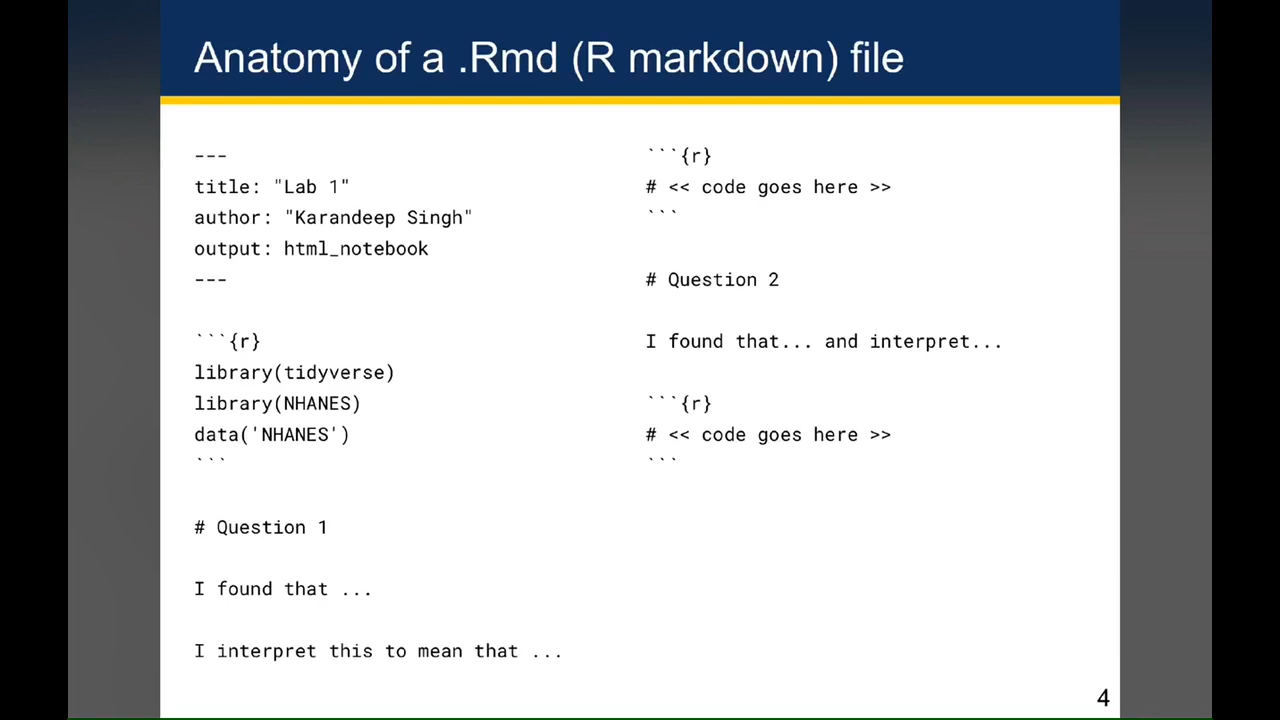 Anatomy of a .Rmd (R markdown) file
---
title: "Lab 1"
author: "Karandeep Singh"
output: html_notebook
---
```{r}
library(tidyverse)
library(NHANES)
data('NHANES')
```
# Question 1
I found that ...
I interpret this to mean that ...
```{r}
# << code goes here >>
```
# Question 2
I found that... and interpret...
```{r}
# << code goes here >>
```
4